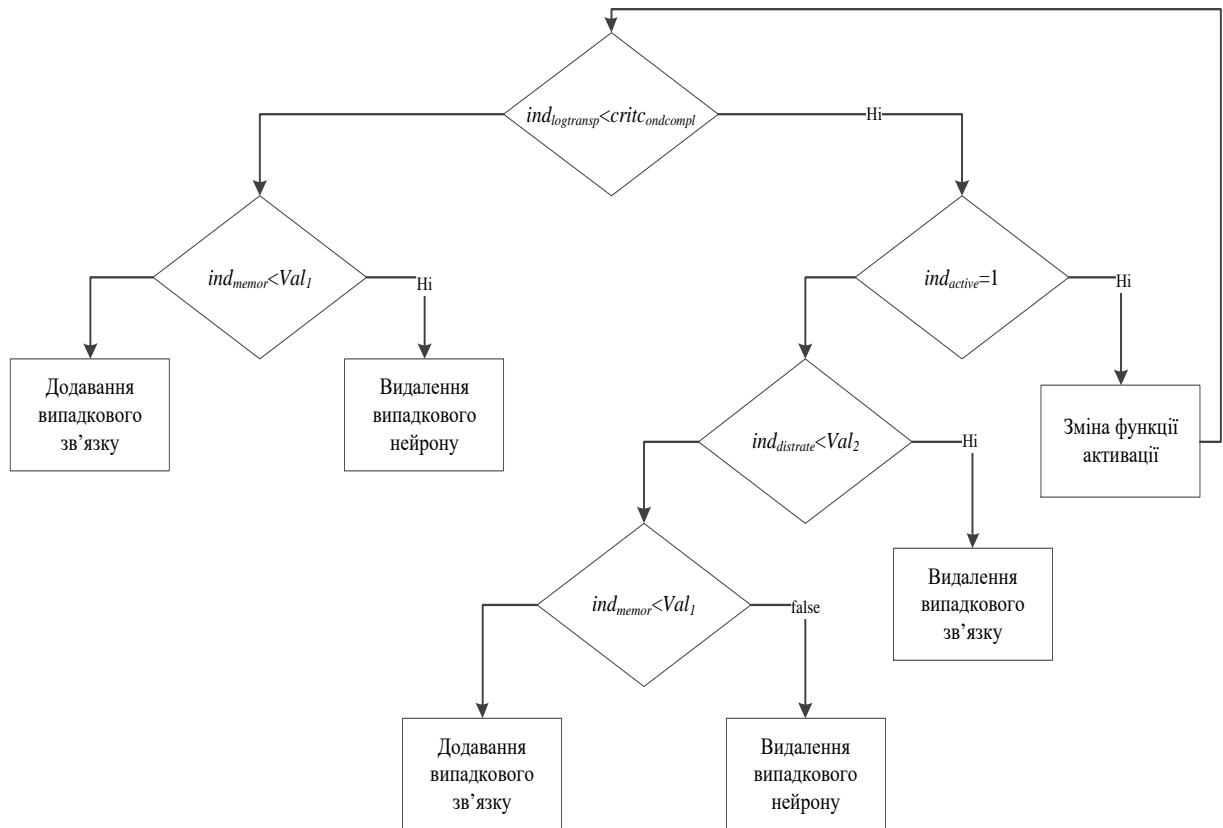 ind_logtransp<critc_ondcompl
Ні
ind_memor<Val_1
Ні
ind_active=1
Ні
Додавання
випадкового
зв’язку
Видалення
випадкового
нейрону
Зміна функції
активації
ind_distrate<Val_2
Ні
ind_memor<Val_1
false
Видалення
випадкового
зв’язку
Додавання
випадкового
зв’язку
Видалення
випадкового
нейрону